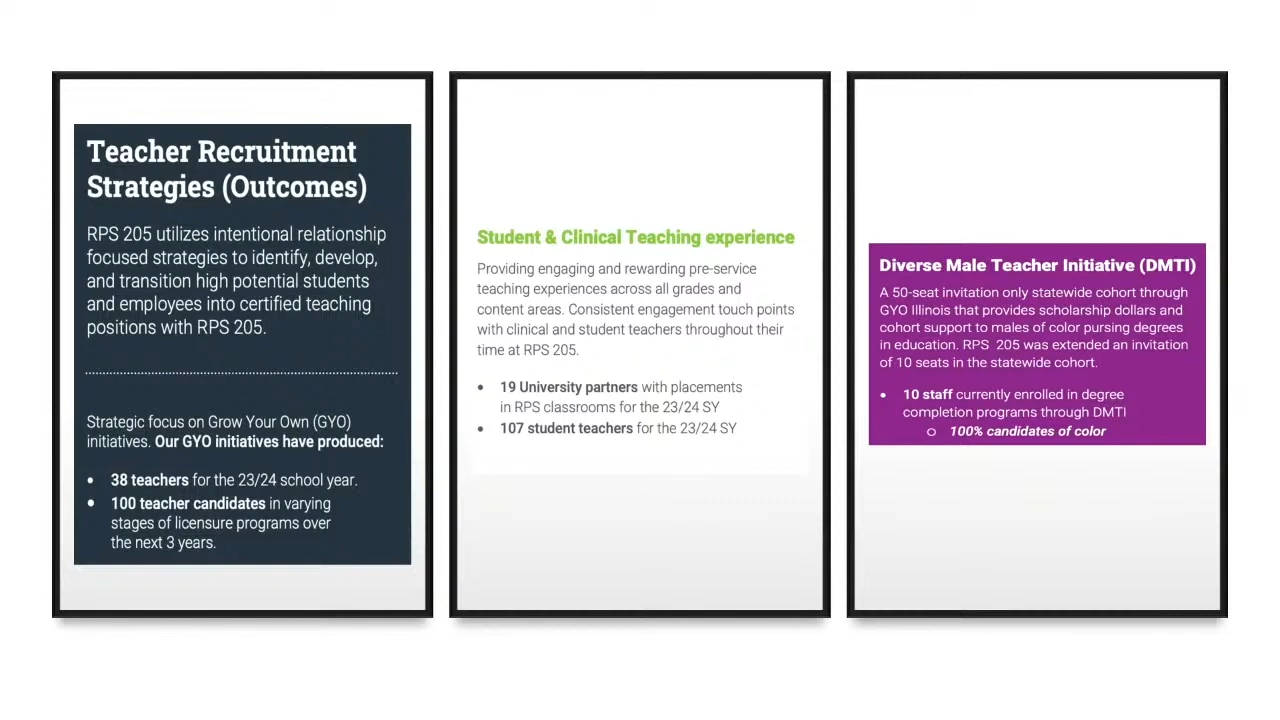 Teacher Recruitment
Strategies (Outcomes)
RPS 205 utilizes intentional relationship
focused strategies to identify, develop,
and transition high potential students
and employees into certified teaching
positions with RPS 205.
Strategic focus on Grow Your Own (GYO)
initiatives. Our GYO initiatives have produced:
• 38 teachers for the 23/24 school year.
• 100 teacher candidates in varying
stages of licensure programs over
the next 3 years.
Student & Clinical Teaching experience
Providing engaging and rewarding pre-service
teaching experiences across all grades and
content areas. Consistent engagement touch points
with clinical and student teachers throughout their
time at RPS 205.
• 19 University partners with placements
in RPS classrooms for the 23/24 SY
• 107 student teachers for the 23/24 SY
Diverse Male Teacher Initiative (DMTI)
A 50-seat invitation only statewide cohort through
GYO Illinois that provides scholarship dollars and
cohort support to males of color pursing degrees
in education. RPS 205 was extended an invitation
of 10 seats in the statewide cohort.
• 10 staff currently enrolled in degree
completion programs through DMTI
○ 100% candidates of color